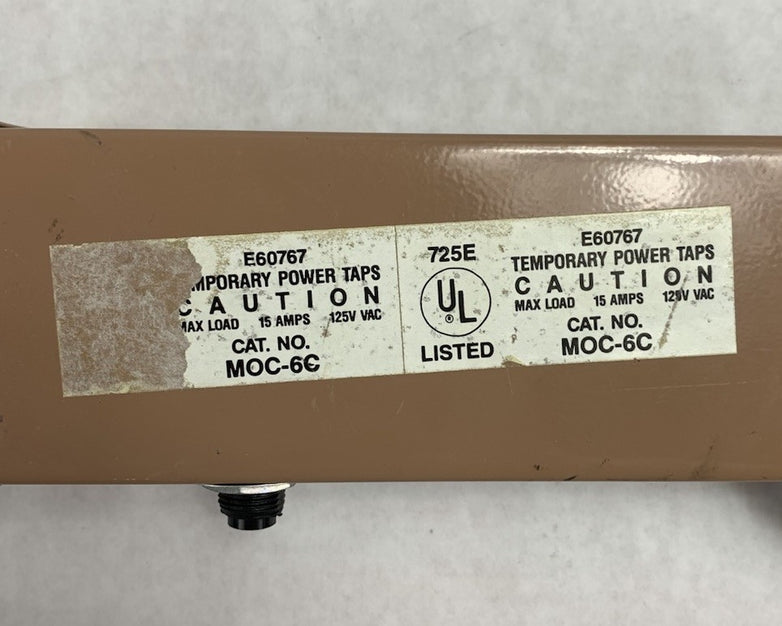 E60767
MPORARY POWER TAPS
CAUTION
MAX LOAD 15 AMPS 125V VAC
CAT. NO.
MOC-6C
725E
UL
®
LISTED
E60767
TEMPORARY POWER TAPS
CAUTION
MAX LOAD 15 AMPS 125V VAC
CAT. NO.
MOC-6C